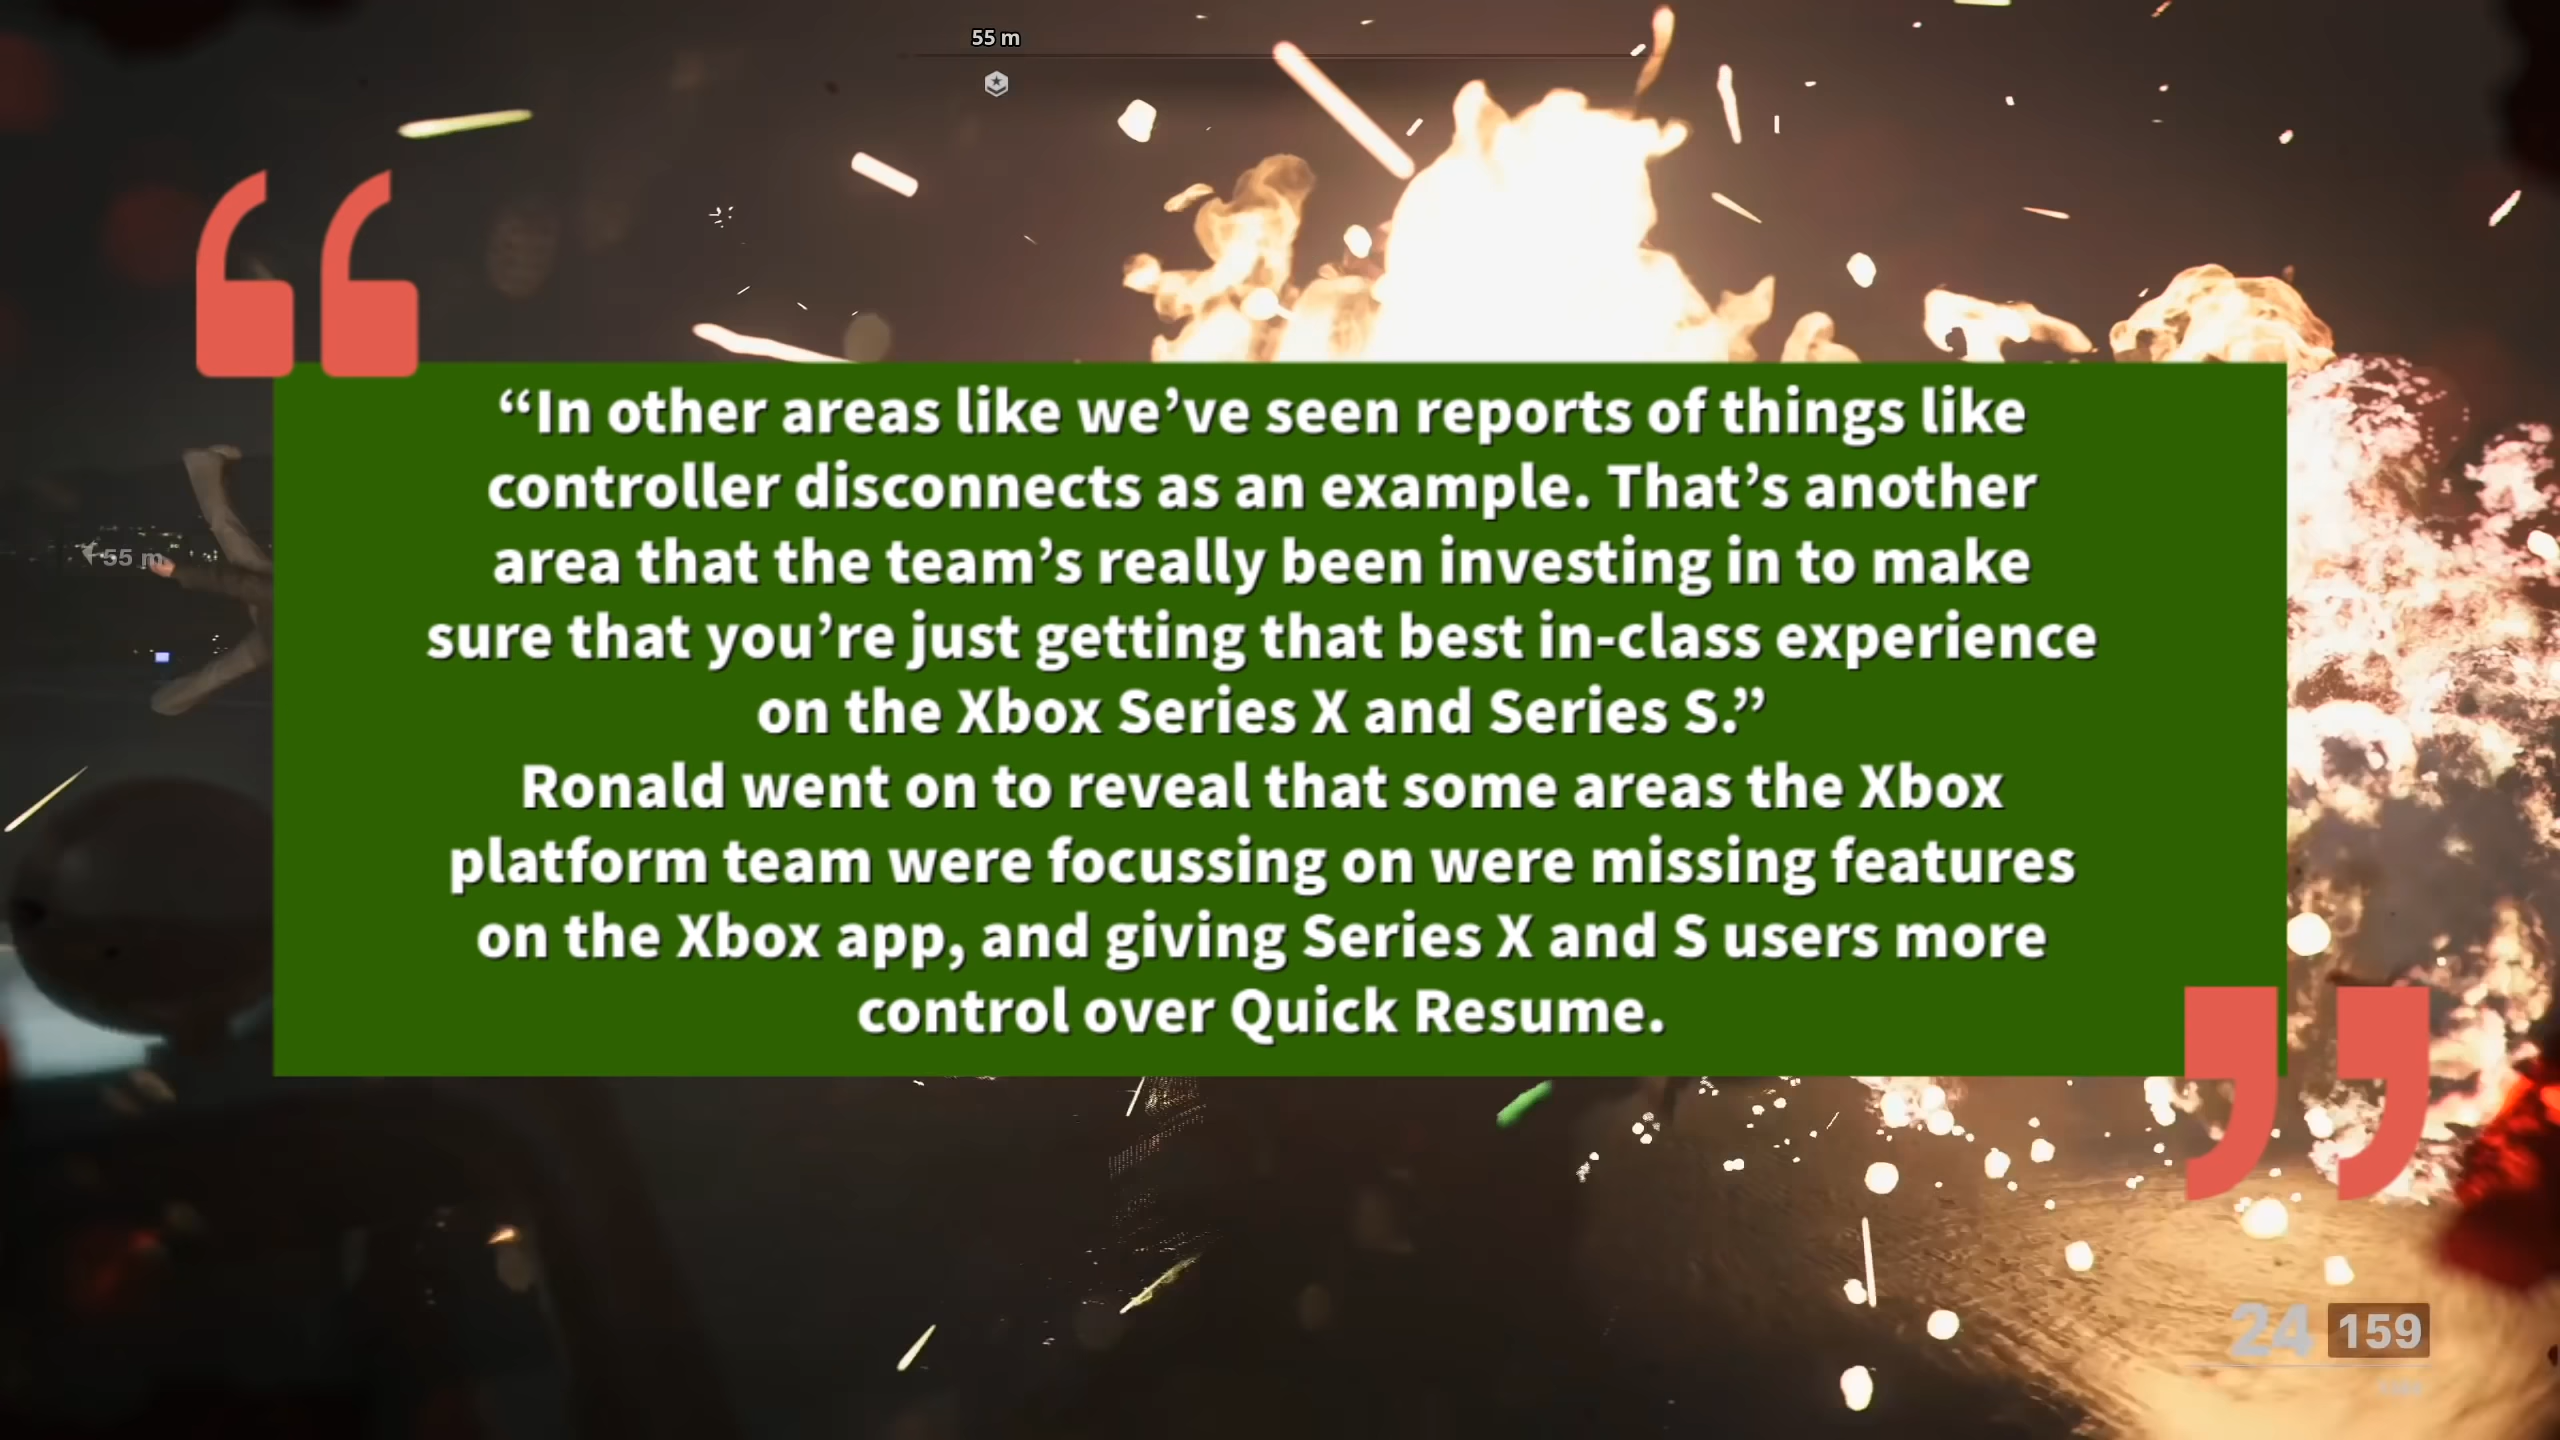 55 m
“In other areas like we’ve seen reports of things like
controller disconnects as an example. That’s another
area that the team’s really been investing in to make
sure that you’re just getting that best in-class experience
on the Xbox Series X and Series S.”
Ronald went on to reveal that some areas the Xbox
platform team were focussing on were missing features
on the Xbox app, and giving Series X and S users more
control over Quick Resume.
55 m
24 159